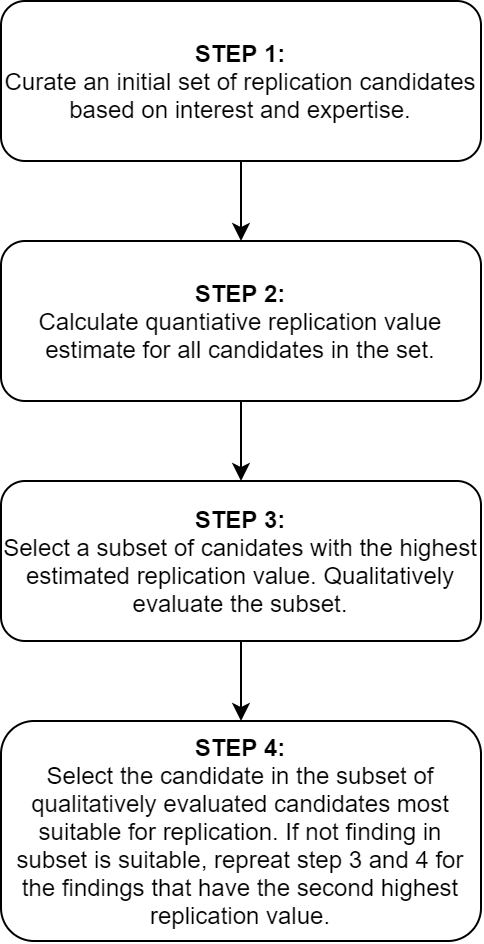 STEP 1:
Curate an initial set of replication candidates
based on interest and expertise.
STEP 2:
Calculate quantiative replication value
estimate for all candidates in the set.
STEP 3:
Select a subset of canidates with the highest
estimated replication value. Qualitatively
evaluate the subset.
STEP 4:
Select the candidate in the subset of
qualitatively evaluated candidates most
suitable for replication. If not finding in
subset is suitable, repreat step 3 and 4 for
the findings that have the second highest
replication value.